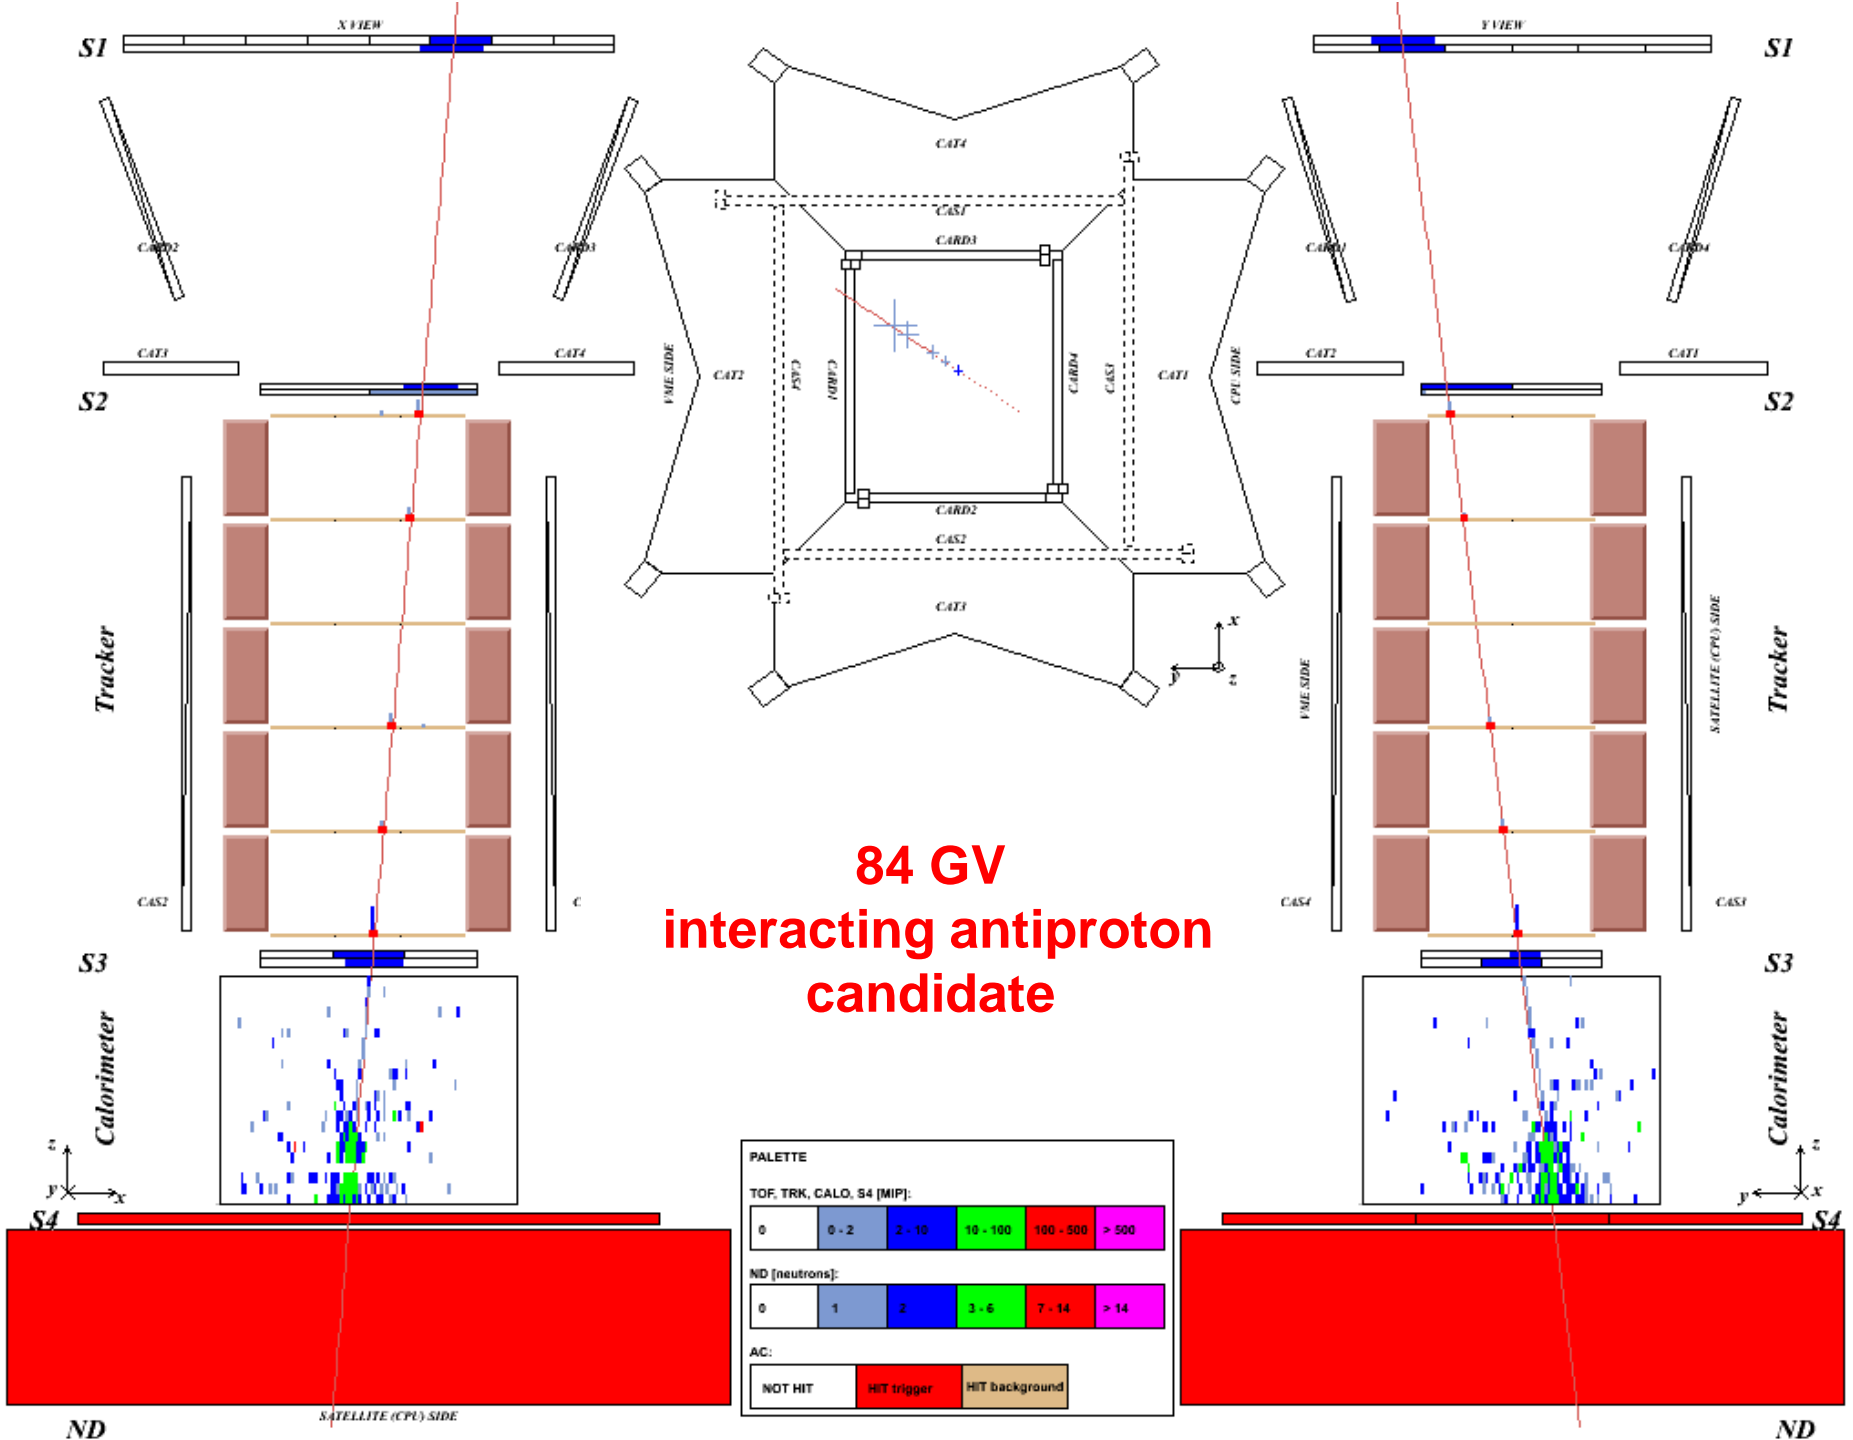 X VIEW
Y VIEW
S1
S1
CAT4
CAS1
CARD3
CARD2
CARD3
CARD1
CARD4
CAT3
CAT4
CAT2
CAT1
VME SIDE
CAT2
CAS4
CARD1
CARD4
CAS3
CAT1
CPU SIDE
S2
S2
CARD2
CAS2
CAT3
x
y
z
Tracker
VME SIDE
SATELLITE (CPU) SIDE
Tracker
84 GV
interacting antiproton
candidate
CAS2
C
CAS4
CAS3
S3
S3
Calorimeter
Calorimeter
z
y
x
z
y
x
S4
S4
PALETTE
TOF, TRK, CALO, S4 [MIP]:
0
0 - 2
2 - 10
10 - 100
100 - 500
> 500
ND [neutrons]:
0
1
2
3 - 6
7 - 14
> 14
AC:
NOT HIT
HIT trigger
HIT background
SATELLITE (CPU) SIDE
ND
ND